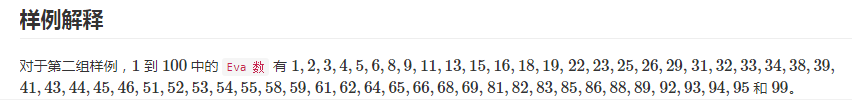 样例解释
对于第二组样例，1 到 100 中的 Eva 数 有 1, 2, 3, 4, 5, 6, 8, 9, 11, 13, 15, 16, 18, 19, 22, 23, 25, 26, 29, 31, 32, 33, 34, 38, 39,
41, 43, 44, 45, 46, 51, 52, 53, 54, 55, 58, 59, 61, 62, 64, 65, 66, 68, 69, 81, 82, 83, 85, 86, 88, 89, 92, 93, 94, 95 和 99。